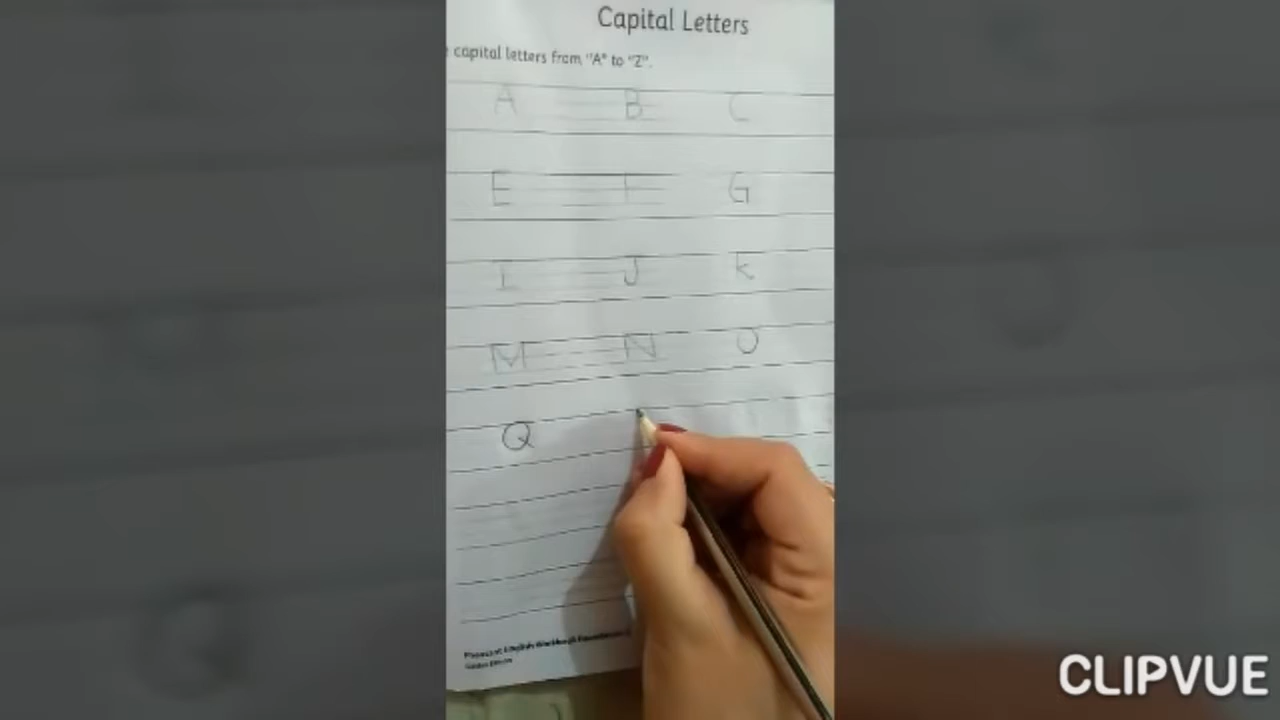 Capital Letters
capital letters from "A" to "Z".
A B C
E F G
I J K
M N O
Q
CLIPVUE